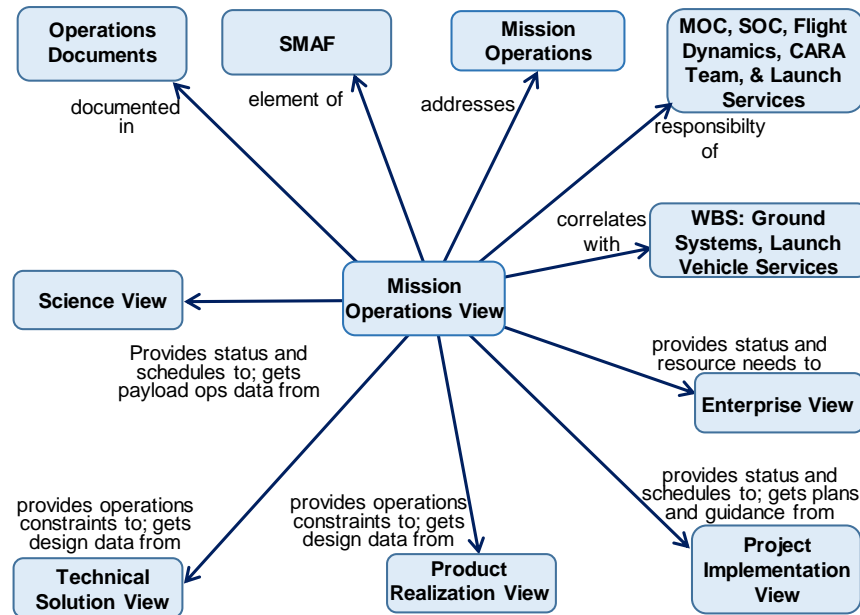 Operations
Documents
SMAF
Mission
Operations
MOC, SOC, Flight
Dynamics, CARA
Team, & Launch
Services
documented
in
element of
addresses
responsibilty
of
correlates
with
WBS: Ground
Systems, Launch
Vehicle Services
Science View
Mission
Operations View
Provides status and
schedules to; gets
payload ops data from
provides status and
resource needs to
Enterprise View
provides status and
schedules to; gets plans
and guidance from
provides operations
constraints to; gets
design data from
provides operations
constraints to; gets
design data from
Technical
Solution View
Product
Realization View
Project
Implementation
View